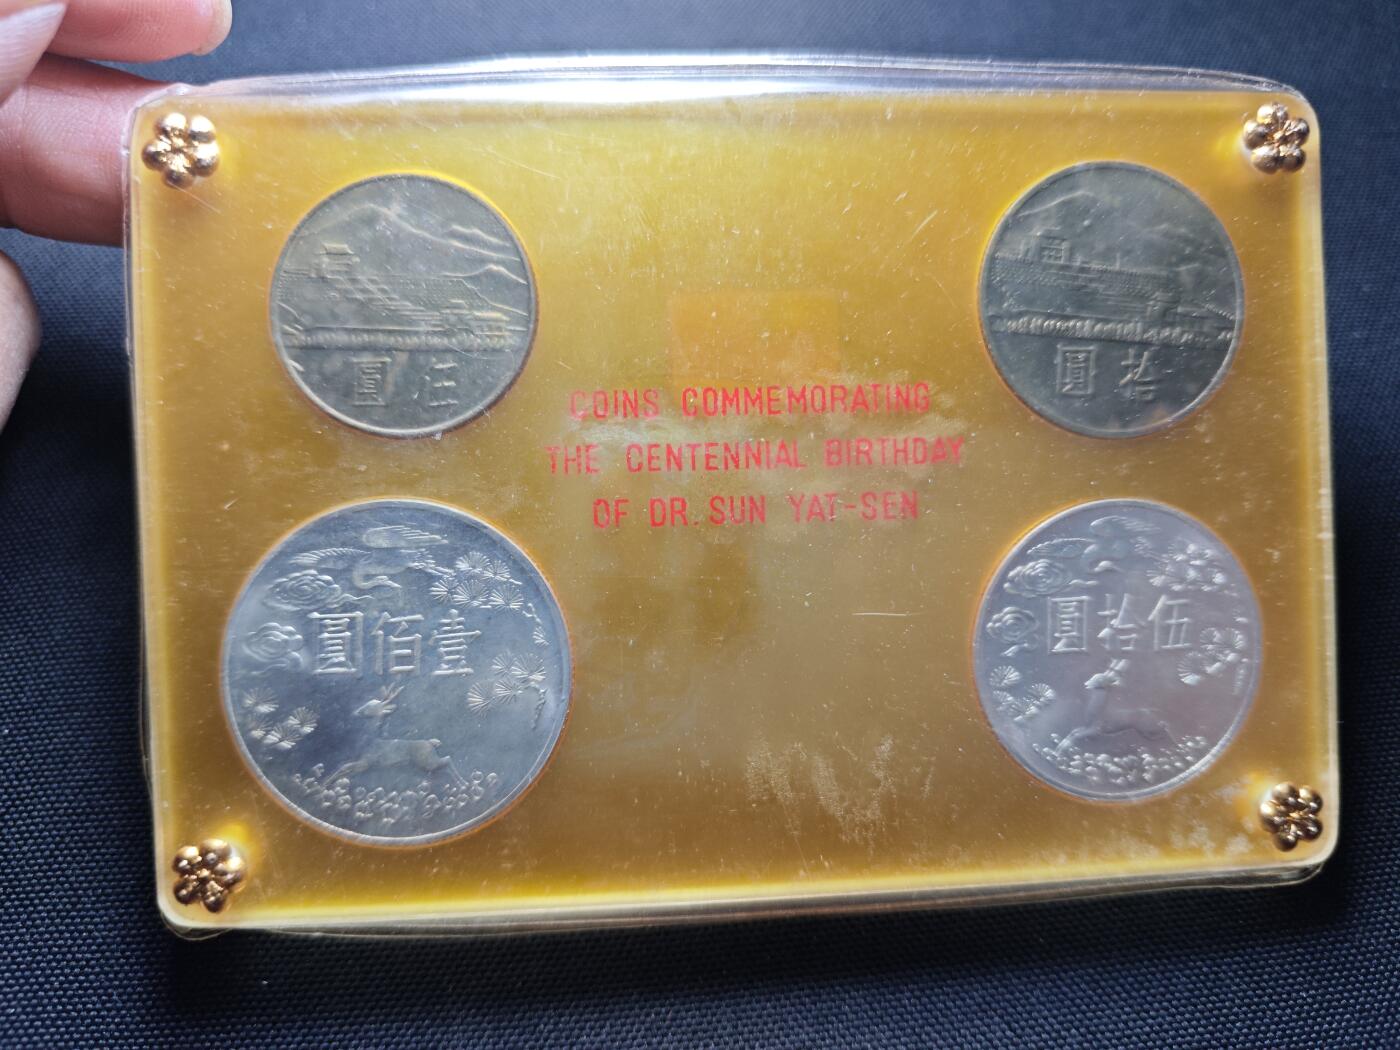 圓 伍
圓 拾
COINS COMMEMORATING
THE CENTENNIAL BIRTHDAY
OF DR. SUN YAT-SEN
圓佰壹
圓拾伍